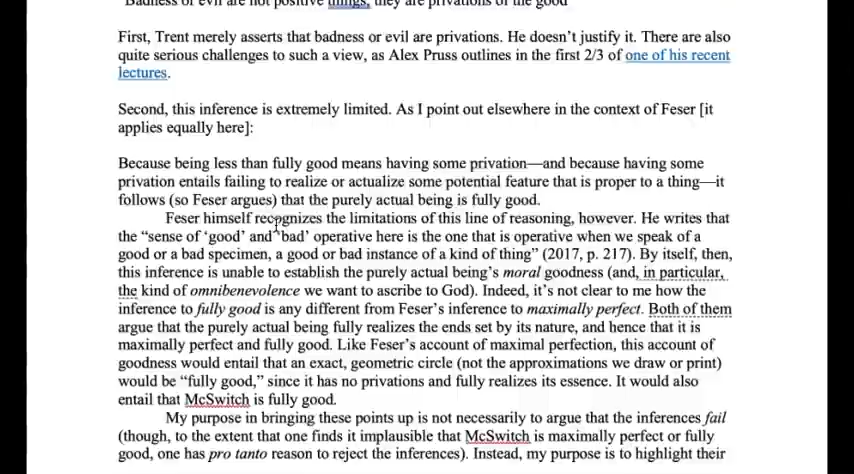 "Badness or evil are not positive things, they are privations of the good"
First, Trent merely asserts that badness or evil are privations. He doesn't justify it. There are also
quite serious challenges to such a view, as Alex Pruss outlines in the first 2/3 of one of his recent
lectures.
Second, this inference is extremely limited. As I point out elsewhere in the context of Feser [it
applies equally here]:
Because being less than fully good means having some privation—and because having some
privation entails failing to realize or actualize some potential feature that is proper to a thing—it
follows (so Feser argues) that the purely actual being is fully good.
Feser himself recognizes the limitations of this line of reasoning, however. He writes that
the “sense of ‘good’ and ‘bad’ operative here is the one that is operative when we speak of a
good or a bad specimen, a good or bad instance of a kind of thing” (2017, p. 217). By itself, then,
this inference is unable to establish the purely actual being’s moral goodness (and, in particular,
the kind of omnibenevolence we want to ascribe to God). Indeed, it’s not clear to me how the
inference to fully good is any different from Feser’s inference to maximally perfect. Both of them
argue that the purely actual being fully realizes the ends set by its nature, and hence that it is
maximally perfect and fully good. Like Feser’s account of maximal perfection, this account of
goodness would entail that an exact, geometric circle (not the approximations we draw or print)
would be “fully good,” since it has no privations and fully realizes its essence. It would also
entail that McSwitch is fully good.
My purpose in bringing these points up is not necessarily to argue that the inferences fail
(though, to the extent that one finds it implausible that McSwitch is maximally perfect or fully
good, one has pro tanto reason to reject the inferences). Instead, my purpose is to highlight their